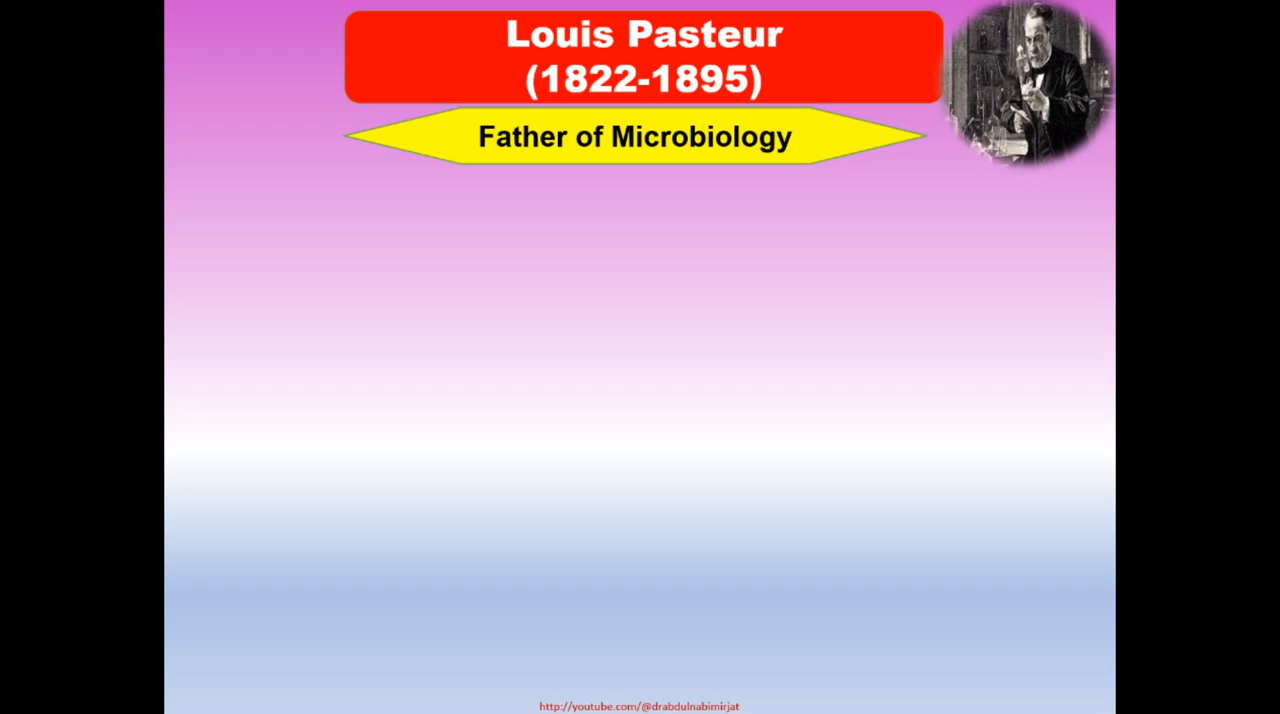 Louis Pasteur
(1822-1895)
Father of Microbiology
http://youtube.com/@drabdulnabimirjat